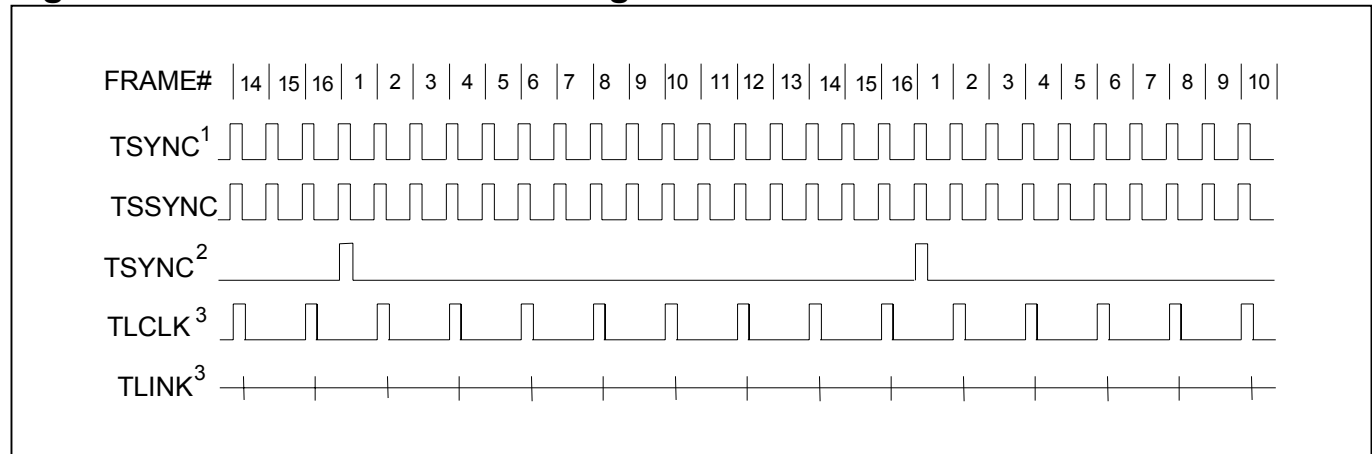 FRAME# 14 15 16 1 2 3 4 5 6 7 8 9 10 11 12 13 14 15 16 1 2 3 4 5 6 7 8 9 10
TSYNC1
TSSYNC
TSYNC2
TLCLK3
TLINK3